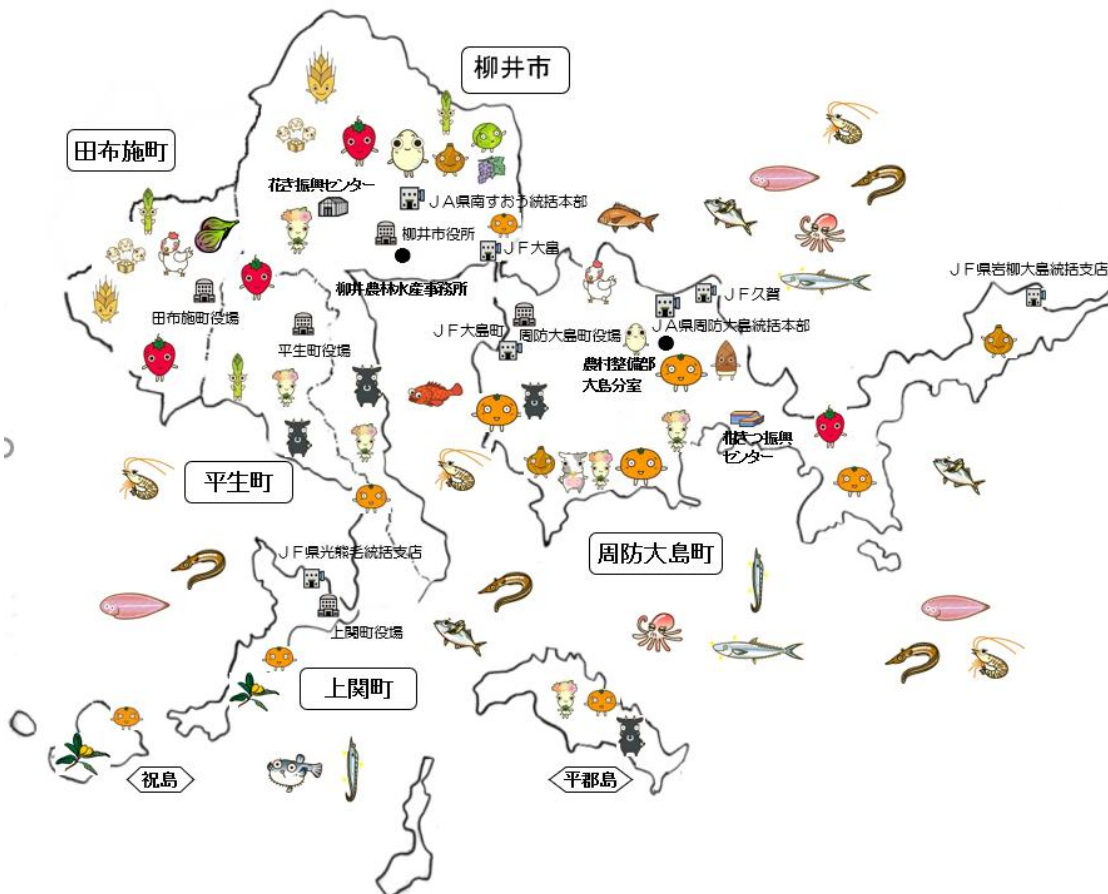 柳井市
田布施町
花き振興センター
ＪＡ県南すおう統括本部
柳井市役所
ＪＦ大畠
柳井農林水産事務所
ＪＦ県岩柳大島統括支店
ＪＦ久賀
田布施町役場
平生町役場
ＪＦ大島町
周防大島町役場
ＪＡ県周防大島統括本部
農村整備部
大島分室
花きつ振興
センター
平生町
周防大島町
ＪＦ県光熊毛統括支店
上関町役場
上関町
祝島
平郡島